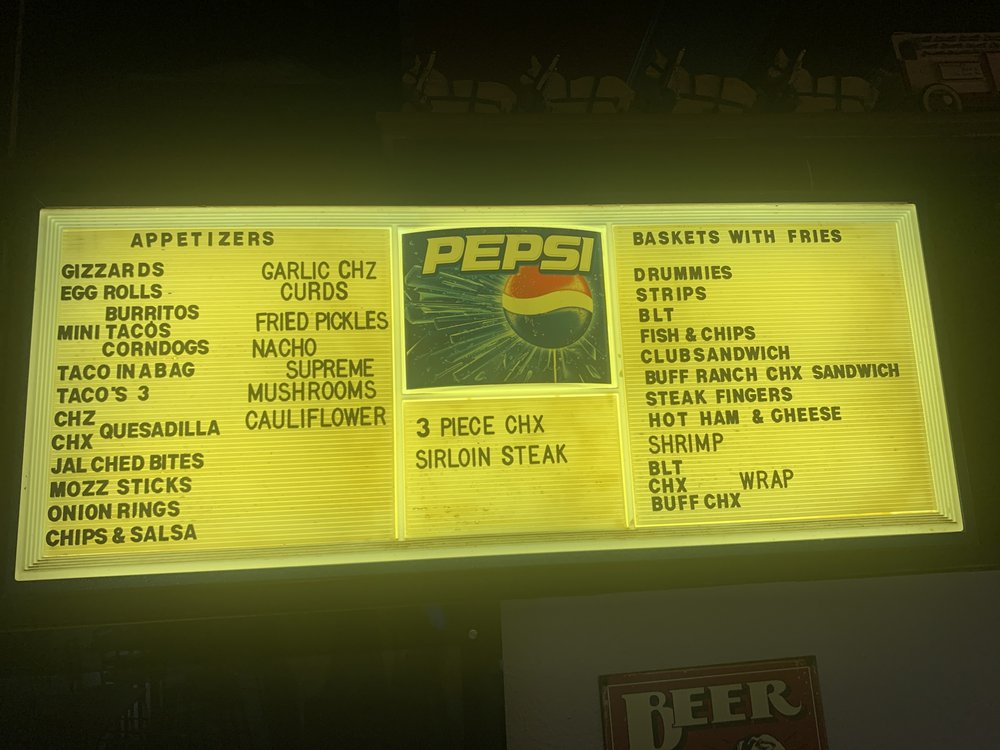 APPETIZERS
GIZZARDS
EGG ROLLS
BURRITOS
MINI TACOS
CORNDOGS
TACO IN A BAG
TACO'S 3
CHZ
CHX QUESADILLA
JAL CHED BITES
MOZZ STICKS
ONION RINGS
CHIPS & SALSA
GARLIC CHZ
CURDS
FRIED PICKLES
NACHO
SUPREME
MUSHROOMS
CAULIFLOWER
PEPSI
3 PIECE CHX
SIRLOIN STEAK
BASKETS WITH FRIES
DRUMMIES
STRIPS
BLT
FISH & CHIPS
CLUB SANDWICH
BUFF RANCH CHX SANDWICH
STEAK FINGERS
HOT HAM & GHEESE
SHRIMP
BLT
CHX WRAP
BUFF CHX
BEER